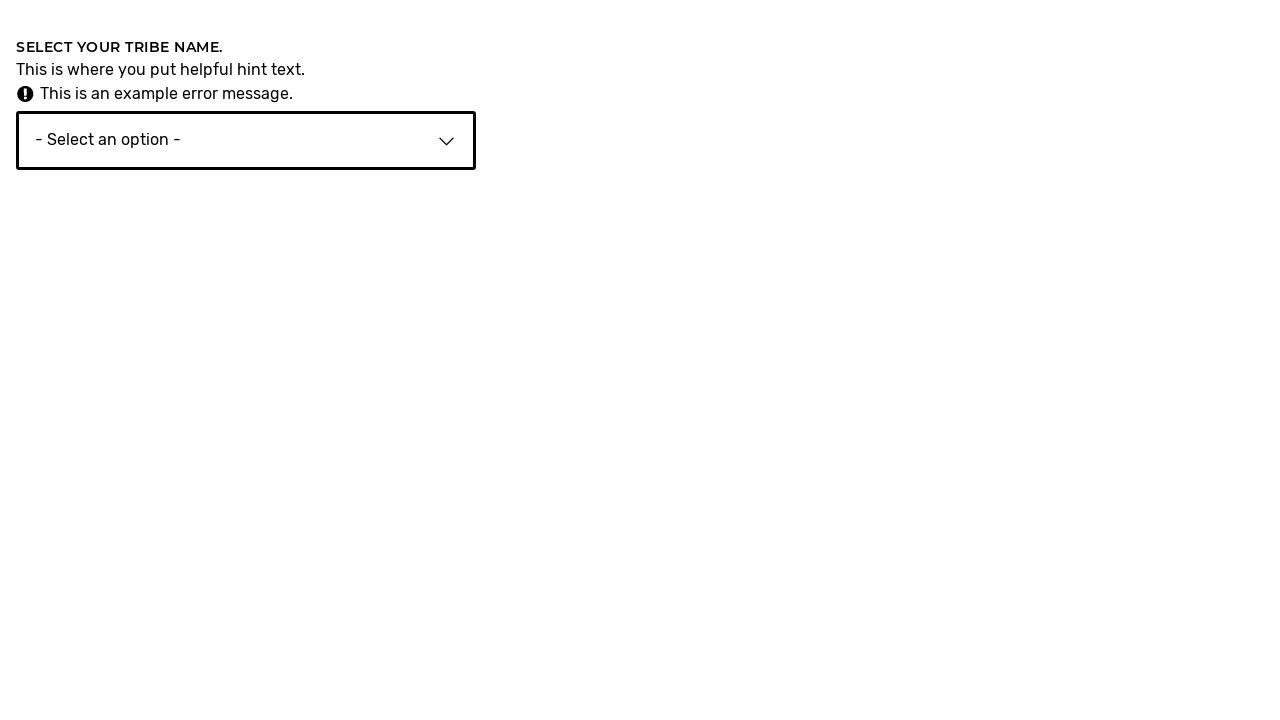 SELECT YOUR TRIBE NAME.
This is where you put helpful hint text.
This is an example error message.
- Select an option -